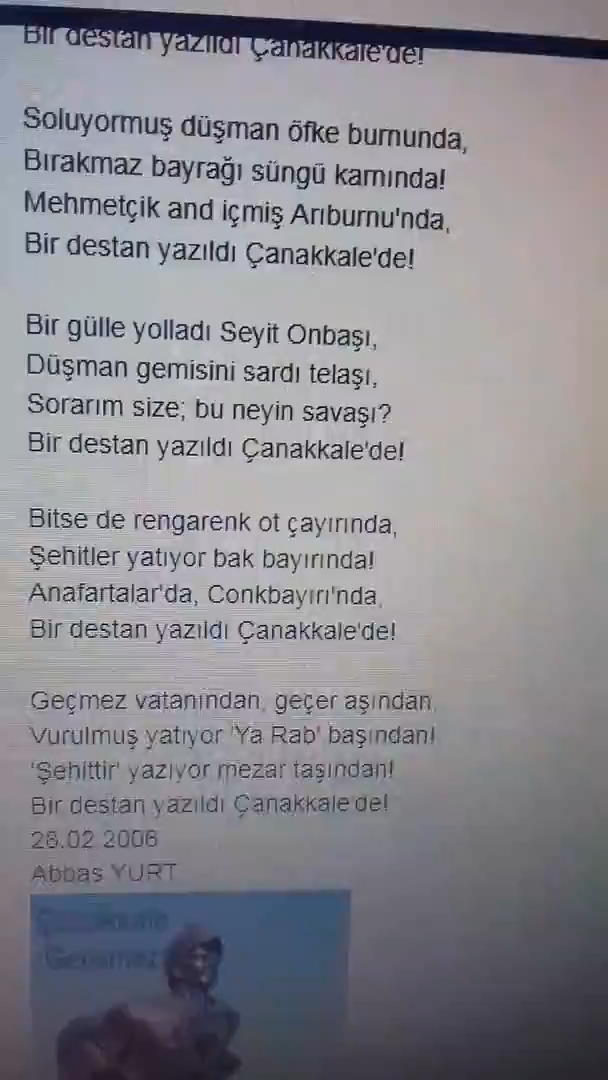 Bir destan yazıldı Çanakkale'de!
Soluyormuş düşman öfke burnunda,
Bırakmaz bayrağı süngü karnında!
Mehmetçik and içmiş Arıburnu'nda,
Bir destan yazıldı Çanakkale'de!
Bir gülle yolladı Seyit Onbaşı,
Düşman gemisini sardı telaşı,
Sorarım size; bu neyin savaşı?
Bir destan yazıldı Çanakkale'de!
Bitse de rengarenk ot çayırında,
Şehitler yatıyor bak bayırında!
Anafartalar'da, Conkbayırı'nda,
Bir destan yazıldı Çanakkale'de!
Geçmez vatanından, geçer aşından,
Vurulmuş yatıyor 'Ya Rab' başından!
'Şehittir' yazıyor mezar taşından!
Bir destan yazıldı Çanakkale'de!
26.02.2006
Abbas YURT
Çanakkale
Geçilmez